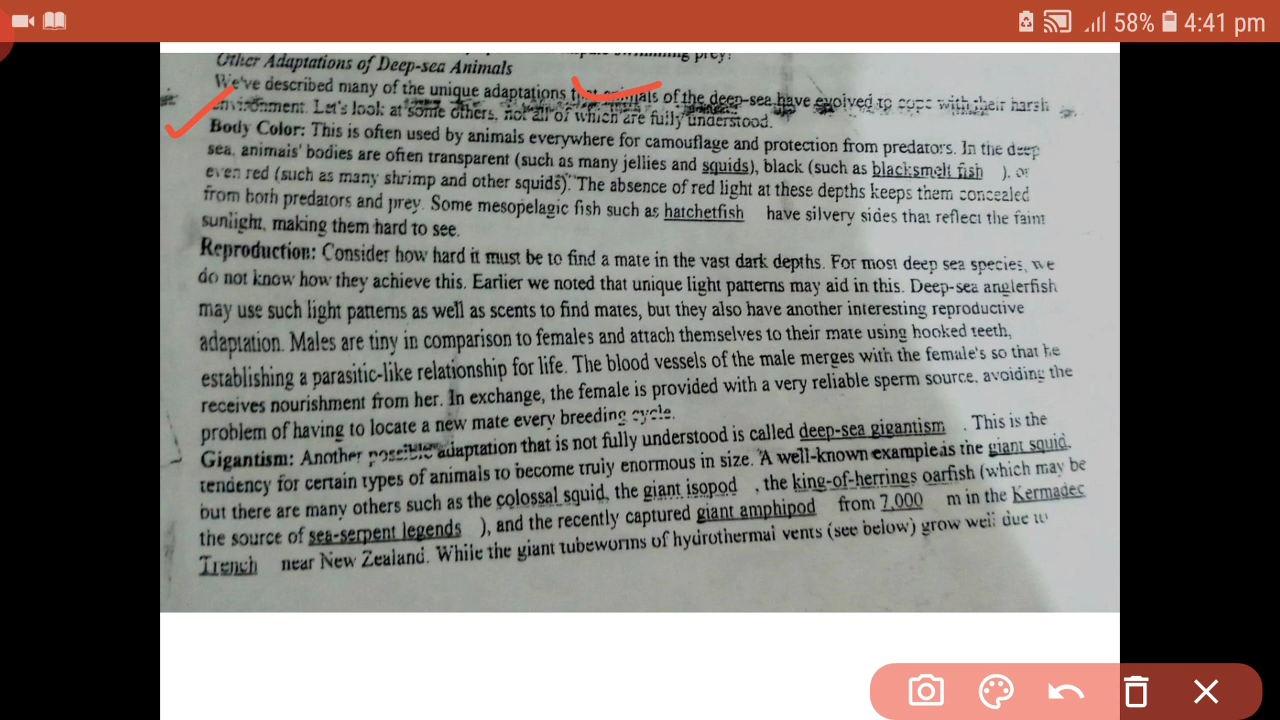 58% 4:41 pm
swimming prey?
Other Adaptations of Deep-sea Animals
We've described many of the unique adaptations that animals of the deep-sea have evolved to cope with their harsh
environment. Let's look at some others, not all of which are fully understood.
Body Color: This is often used by animals everywhere for camouflage and protection from predators. In the deep
sea, animals' bodies are often transparent (such as many jellies and squids), black (such as blacksmelt fish ), or
even red (such as many shrimp and other squids). The absence of red light at these depths keeps them concealed
from both predators and prey. Some mesopelagic fish such as hatchetfish have silvery sides that reflect the faint
sunlight, making them hard to see.
Reproduction: Consider how hard it must be to find a mate in the vast dark depths. For most deep sea species, we
do not know how they achieve this. Earlier we noted that unique light patterns may aid in this. Deep-sea anglerfish
may use such light patterns as well as scents to find mates, but they also have another interesting reproductive
adaptation. Males are tiny in comparison to females and attach themselves to their mate using hooked teeth,
establishing a parasitic-like relationship for life. The blood vessels of the male merges with the female's so that he
receives nourishment from her. In exchange, the female is provided with a very reliable sperm source, avoiding the
problem of having to locate a new mate every breeding cycle.
Gigantism: Another possible adaptation that is not fully understood is called deep-sea gigantism . This is the
tendency for certain types of animals to become truly enormous in size. A well-known example is the giant squid,
but there are many others such as the colossal squid, the giant isopod , the king-of-herrings oarfish (which may be
the source of sea-serpent legends ), and the recently captured giant amphipod from 7,000 m in the Kermadec
Trench near New Zealand. While the giant tubeworms of hydrothermal vents (see below) grow well due to